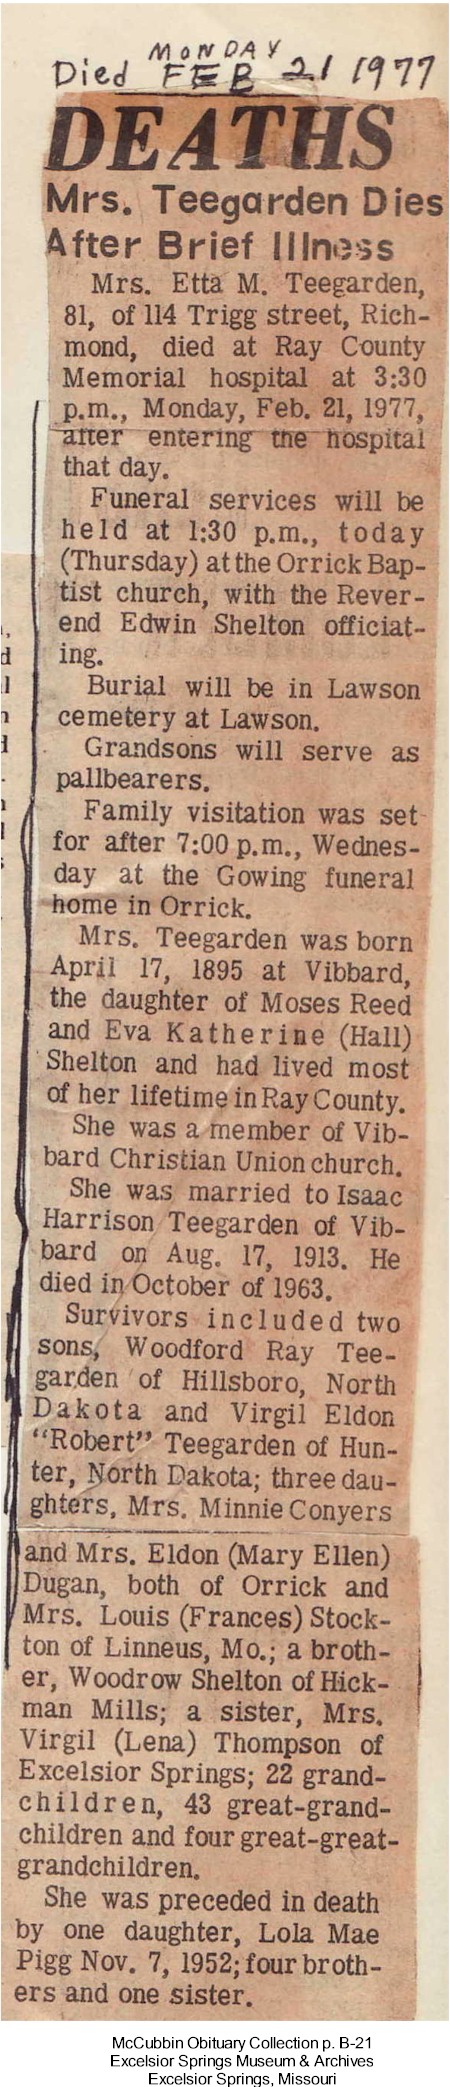 MONDAY
Died FEB 21 1977
DEATHS
Mrs. Teegarden Dies
After Brief Illness
Mrs. Etta M. Teegarden,
81, of 114 Trigg street, Rich-
mond, died at Ray County
Memorial hospital at 3:30
p.m., Monday, Feb. 21, 1977,
after entering the hospital
that day.
Funeral services will be
held at 1:30 p.m., today
(Thursday) at the Orrick Bap-
tist church, with the Rever-
end Edwin Shelton officiat-
ing.
Burial will be in Lawson
cemetery at Lawson.
Grandsons will serve as
pallbearers.
Family visitation was set
for after 7:00 p.m., Wednes-
day at the Gowing funeral
home in Orrick.
Mrs. Teegarden was born
April 17, 1895 at Vibbard,
the daughter of Moses Reed
and Eva Katherine (Hall)
Shelton and had lived most
of her lifetime in Ray County.
She was a member of Vib-
bard Christian Union church.
She was married to Isaac
Harrison Teegarden of Vib-
bard on Aug. 17, 1913. He
died in October of 1963.
Survivors included two
sons, Woodford Ray Tee-
garden of Hillsboro, North
Dakota and Virgil Eldon
"Robert" Teegarden of Hun-
ter, North Dakota; three dau-
ghters, Mrs. Minnie Conyers
and Mrs. Eldon (Mary Ellen)
Dugan, both of Orrick and
Mrs. Louis (Frances) Stock-
ton of Linneus, Mo.; a broth-
er, Woodrow Shelton of Hick-
man Mills; a sister, Mrs.
Virgil (Lena) Thompson of
Excelsior Springs; 22 grand-
children, 43 great-grand-
children and four great-great-
grandchildren.
She was preceded in death
by one daughter, Lola Mae
Pigg Nov. 7, 1952; four broth-
ers and one sister.
McCubbin Obituary Collection p. B-21
Excelsior Springs Museum & Archives
Excelsior Springs, Missouri